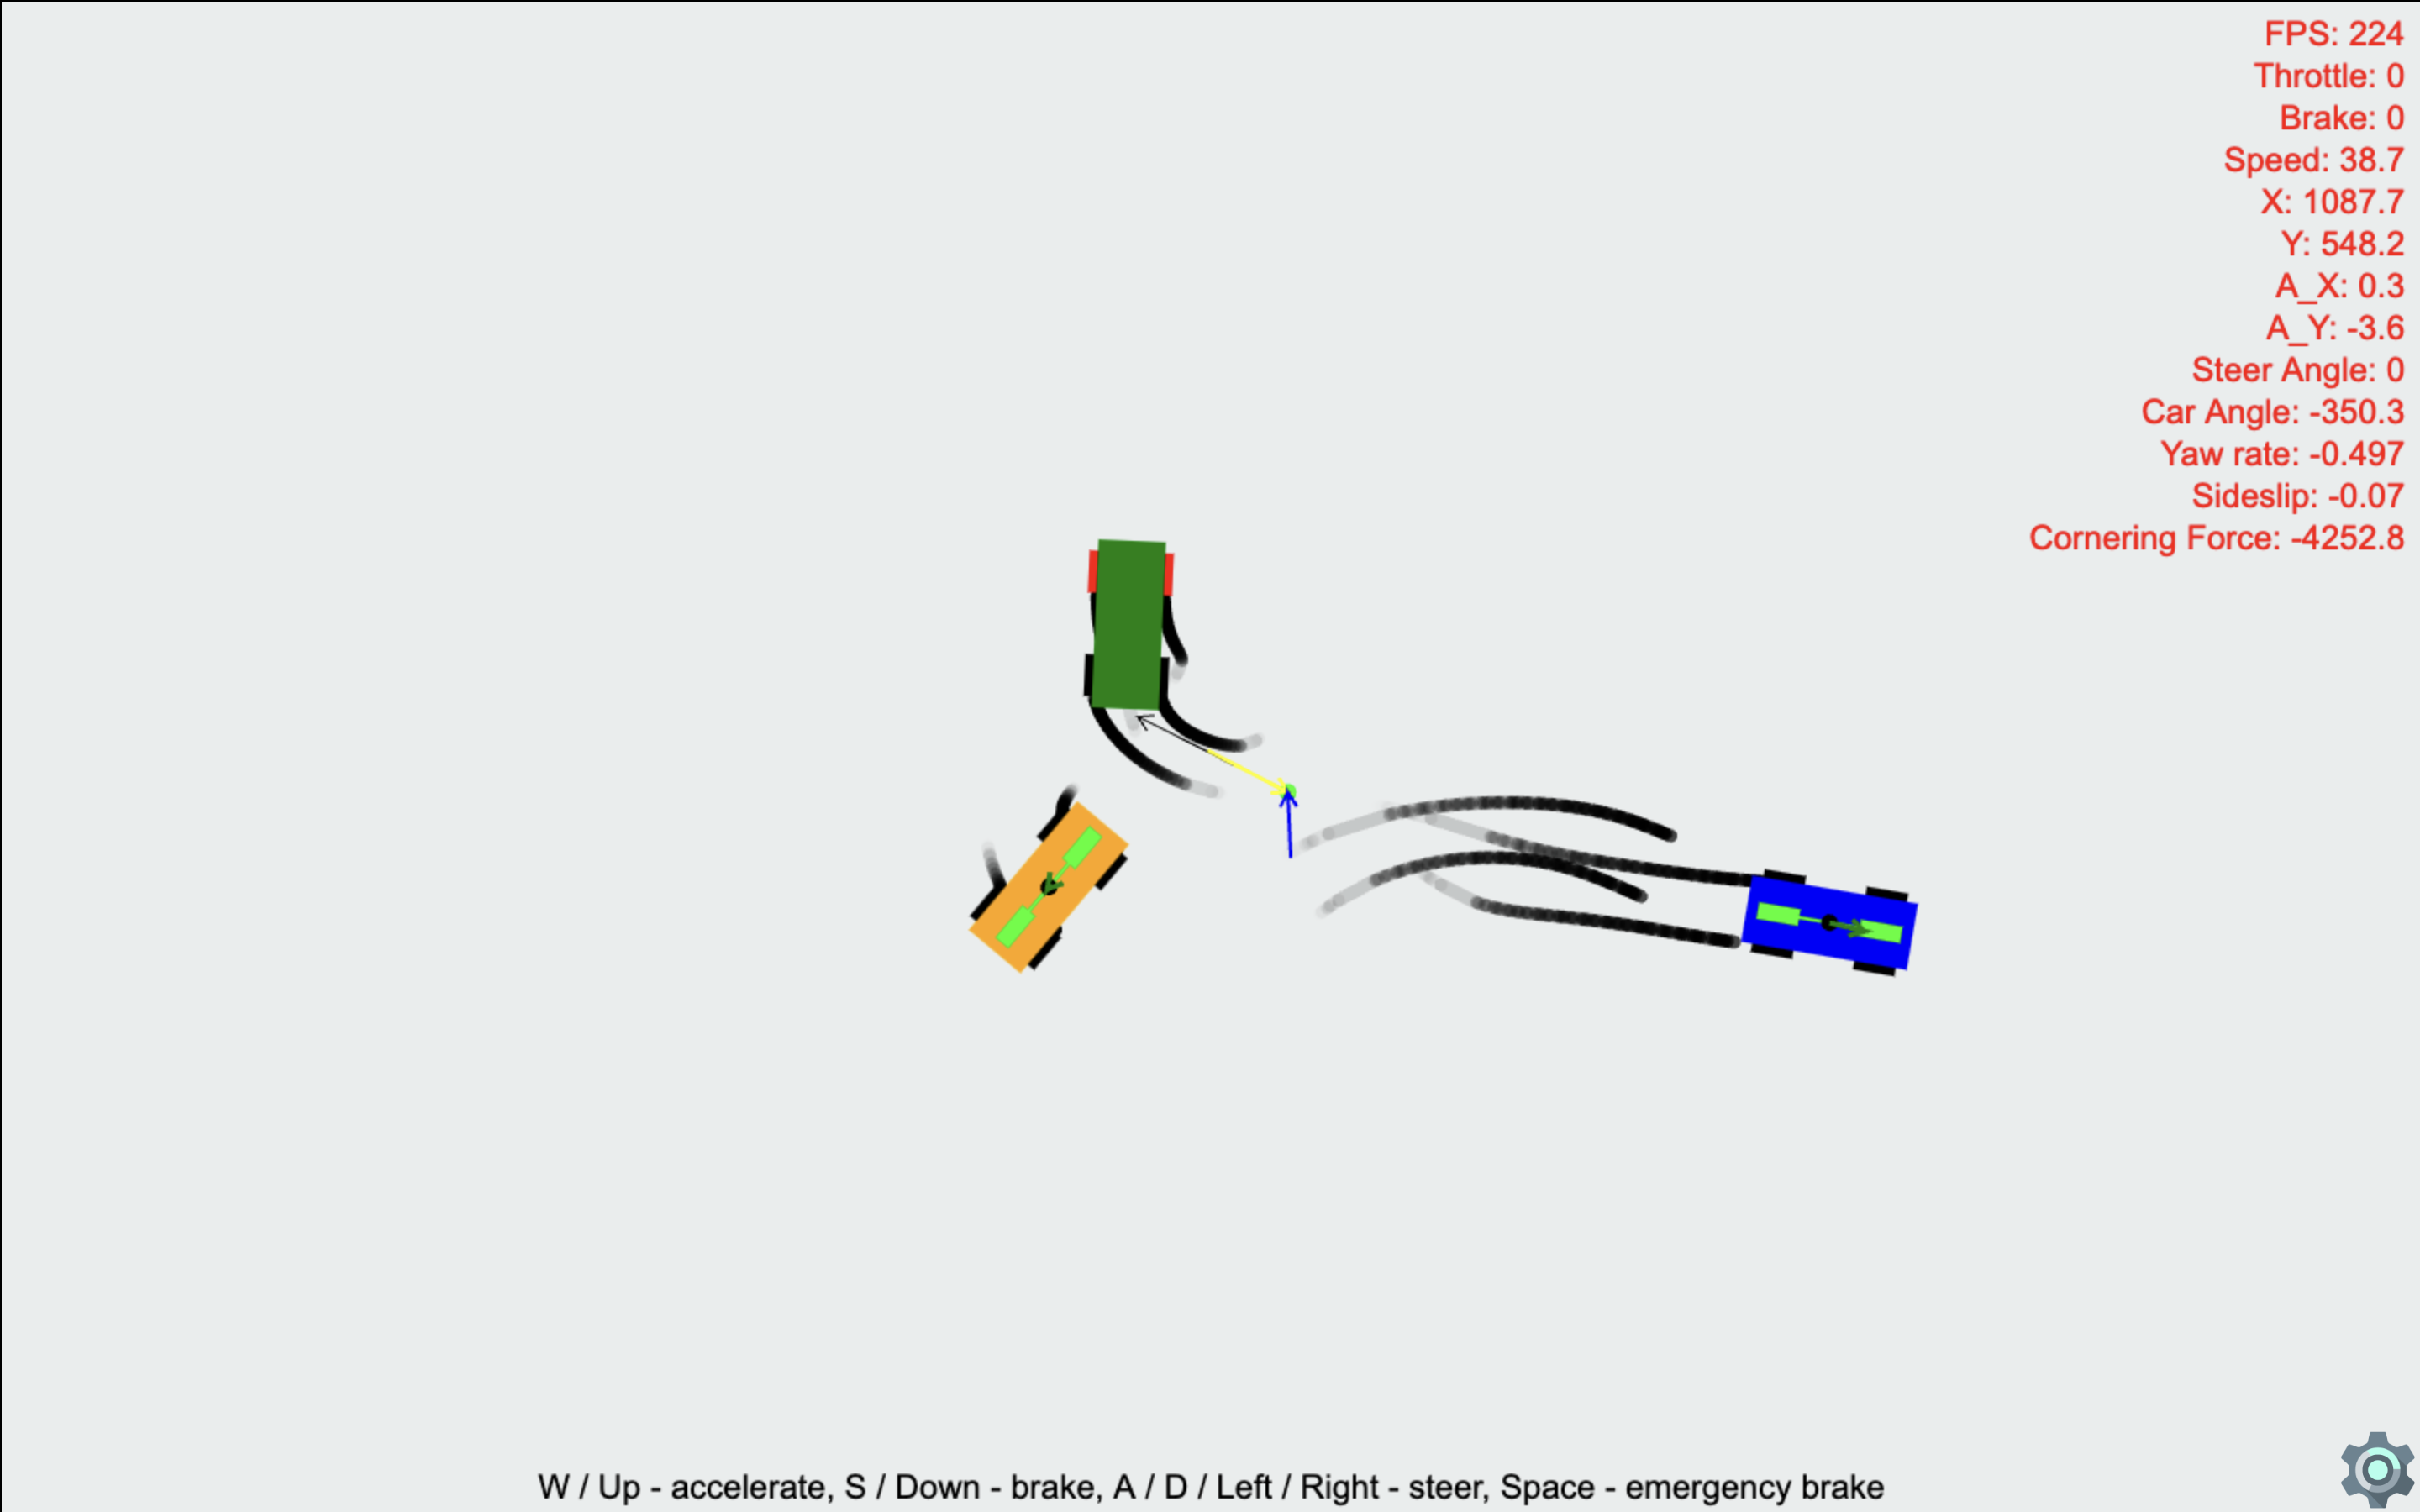 FPS: 224
Throttle: 0
Brake: 0
Speed: 38.7
X: 1087.7
Y: 548.2
A_X: 0.3
A_Y: -3.6
Steer Angle: 0
Car Angle: -350.3
Yaw rate: -0.497
Sideslip: -0.07
Cornering Force: -4252.8
W / Up - accelerate, S / Down - brake, A / D / Left / Right - steer, Space - emergency brake